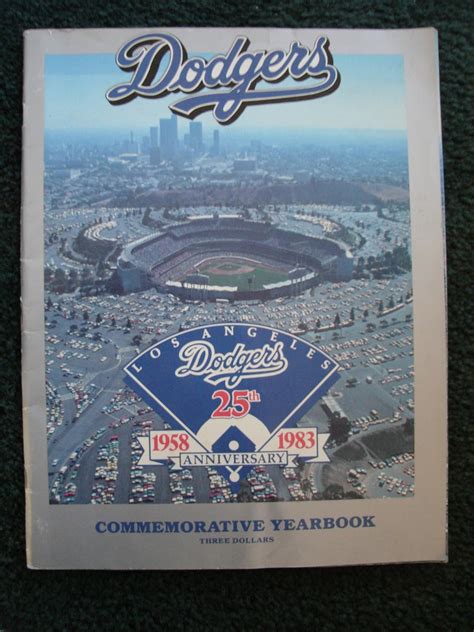 Dodgers
LOS ANGELES
Dodgers
25th
1958 1983
ANNIVERSARY
COMMEMORATIVE YEARBOOK
THREE DOLLARS